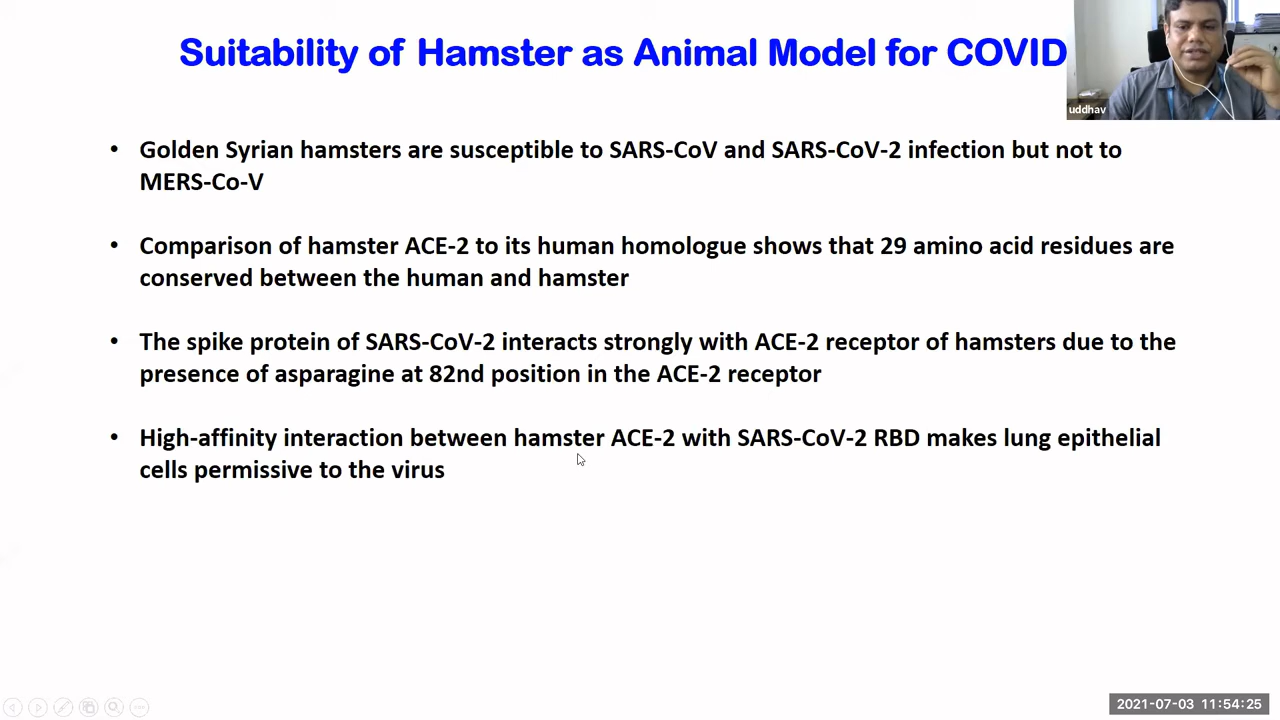 Suitability of Hamster as Animal Model for COVID
uddhav
• Golden Syrian hamsters are susceptible to SARS-CoV and SARS-CoV-2 infection but not to
MERS-Co-V
• Comparison of hamster ACE-2 to its human homologue shows that 29 amino acid residues are
conserved between the human and hamster
• The spike protein of SARS-CoV-2 interacts strongly with ACE-2 receptor of hamsters due to the
presence of asparagine at 82nd position in the ACE-2 receptor
• High-affinity interaction between hamster ACE-2 with SARS-CoV-2 RBD makes lung epithelial
cells permissive to the virus
2021-07-03 11:54:25